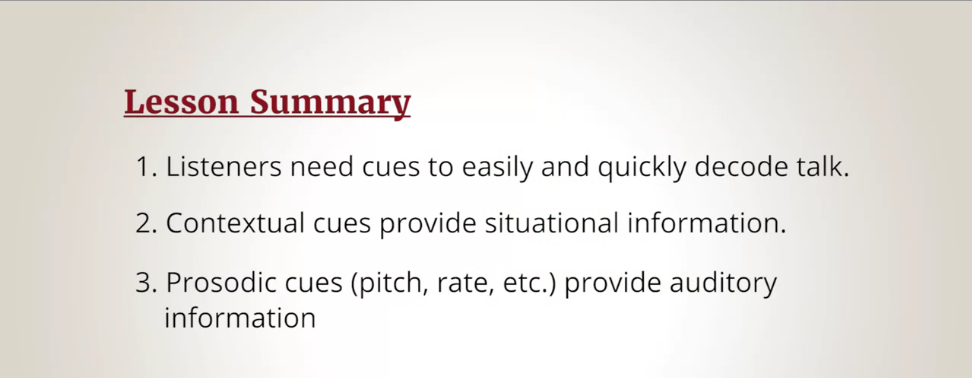 Lesson Summary
1. Listeners need cues to easily and quickly decode talk.
2. Contextual cues provide situational information.
3. Prosodic cues (pitch, rate, etc.) provide auditory
information